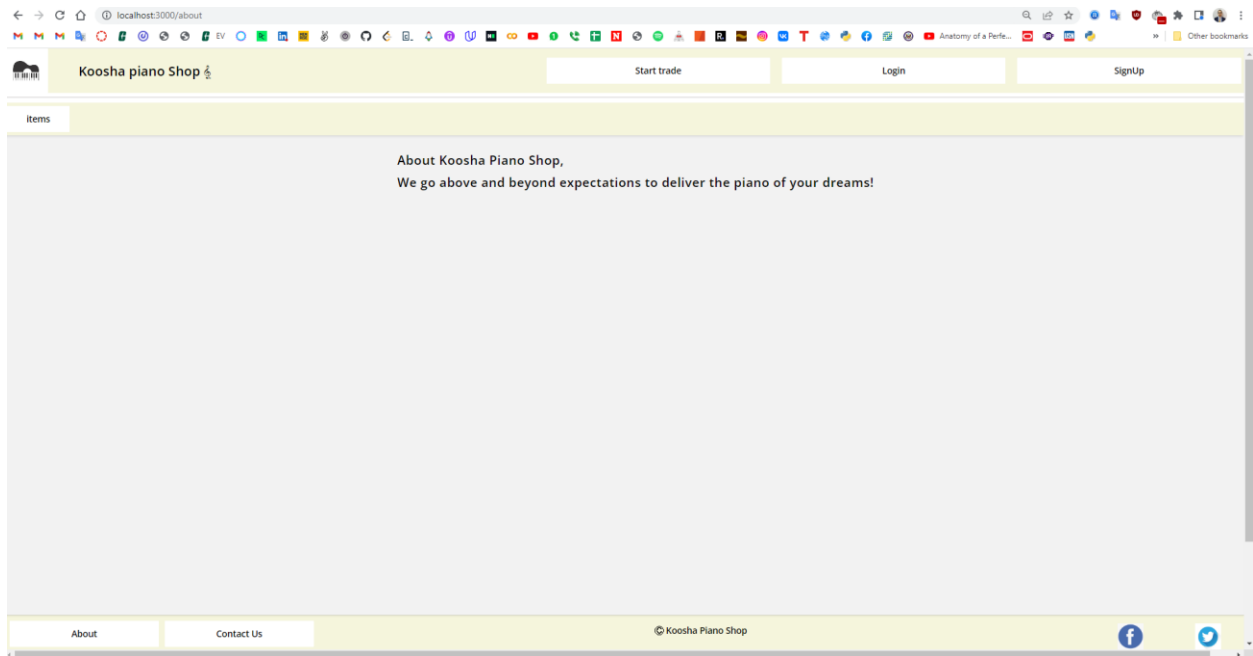 localhost:3000/about
EV
Anatomy of a Perfe...
»
Other bookmarks
Koosha piano Shop 𝄞
Start trade
Login
SignUp
items
About Koosha Piano Shop,
We go above and beyond expectations to deliver the piano of your dreams!
About
Contact Us
© Koosha Piano Shop